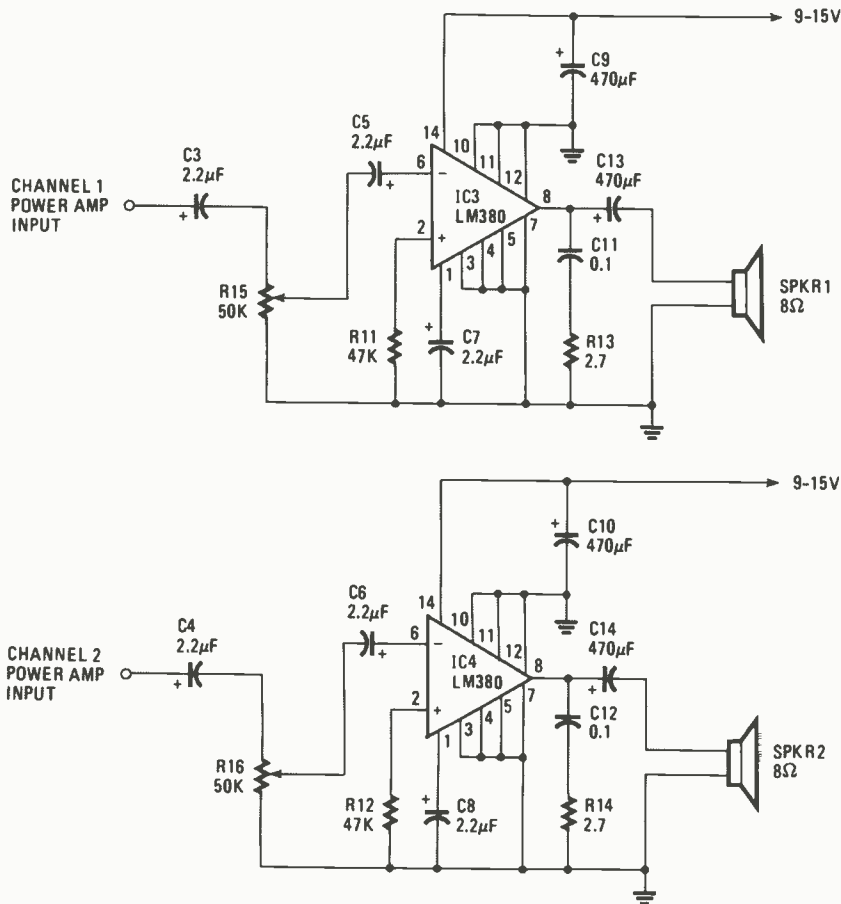 9-15V
+
C9
470µF
C5
2.2µF
14
10
11
12
C3
2.2µF
6
-
+
C13
470µF
CHANNEL 1
POWER AMP
INPUT
IC3
LM380
8
7
+
+
2
+
5
4
3
1
C11
0.1
SPKR1
8Ω
R15
50K
R11
47K
+
C7
2.2µF
R13
2.7
9-15V
+
C10
470µF
C6
2.2µF
14
10
11
12
C4
2.2µF
6
-
+
C14
470µF
CHANNEL 2
POWER AMP
INPUT
IC4
LM380
8
7
+
+
2
+
5
4
3
1
C12
0.1
SPKR2
8Ω
R16
50K
R12
47K
+
C8
2.2µF
R14
2.7